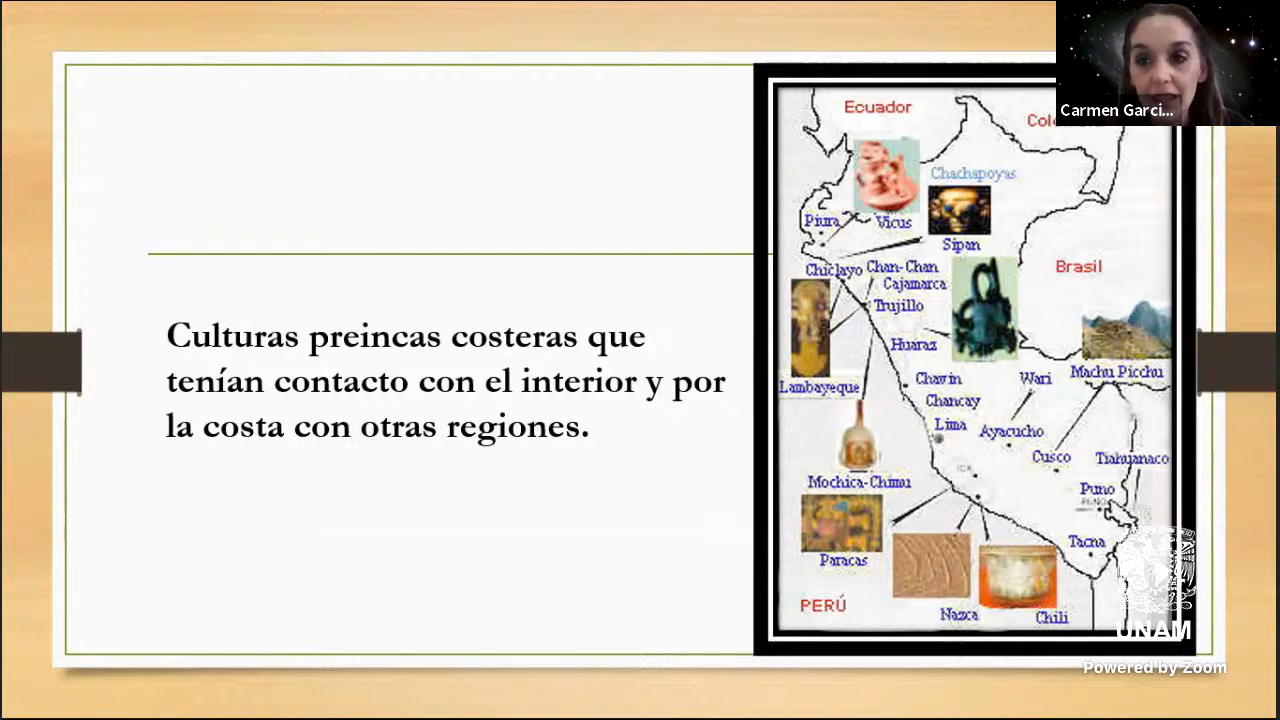 Carmen Garci...
Ecuador
Chachapoyas
Piura
Vicus
Sipan
Chiclayo
Chan-Chan
Brasil
Cajamarca
Trujillo
Huaraz
Machu Picchu
Lambayeque
Chavin
Wari
Chancay
Lima
Ayacucho
Cusco
Tiahuanaco
ICA
Mochica-Chimu
Puno
PUNO
Tacna
Paracas
PERÚ
Nazca
Chili
Culturas preincas costeras que
tenían contacto con el interior y por
la costa con otras regiones.
UNAM
Powered by Zoom